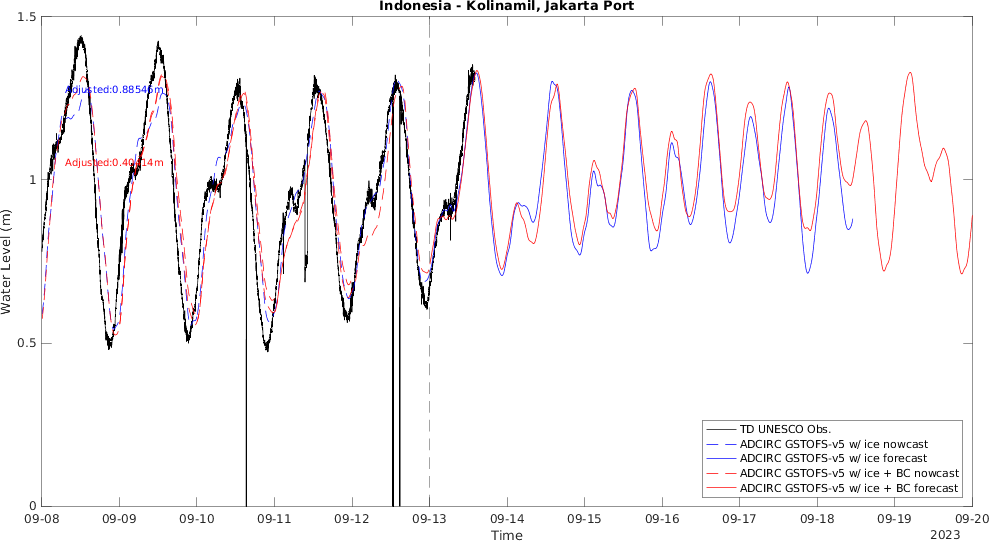 Indonesia - Kolinamil, Jakarta Port
1.5
1
0.5
0
Water Level (m)
Adjusted:0.88546m
TD UNESCO Obs.
ADCIRC GSTOFS-v5 w/ ice nowcast
ADCIRC GSTOFS-v5 w/ ice forecast
ADCIRC GSTOFS-v5 w/ ice + BC nowcast
ADCIRC GSTOFS-v5 w/ ice + BC forecast
09-08 09-09 09-10 09-11 09-12 09-13 09-14 09-15 09-16 09-17 09-18 09-19 09-20
Time
2023